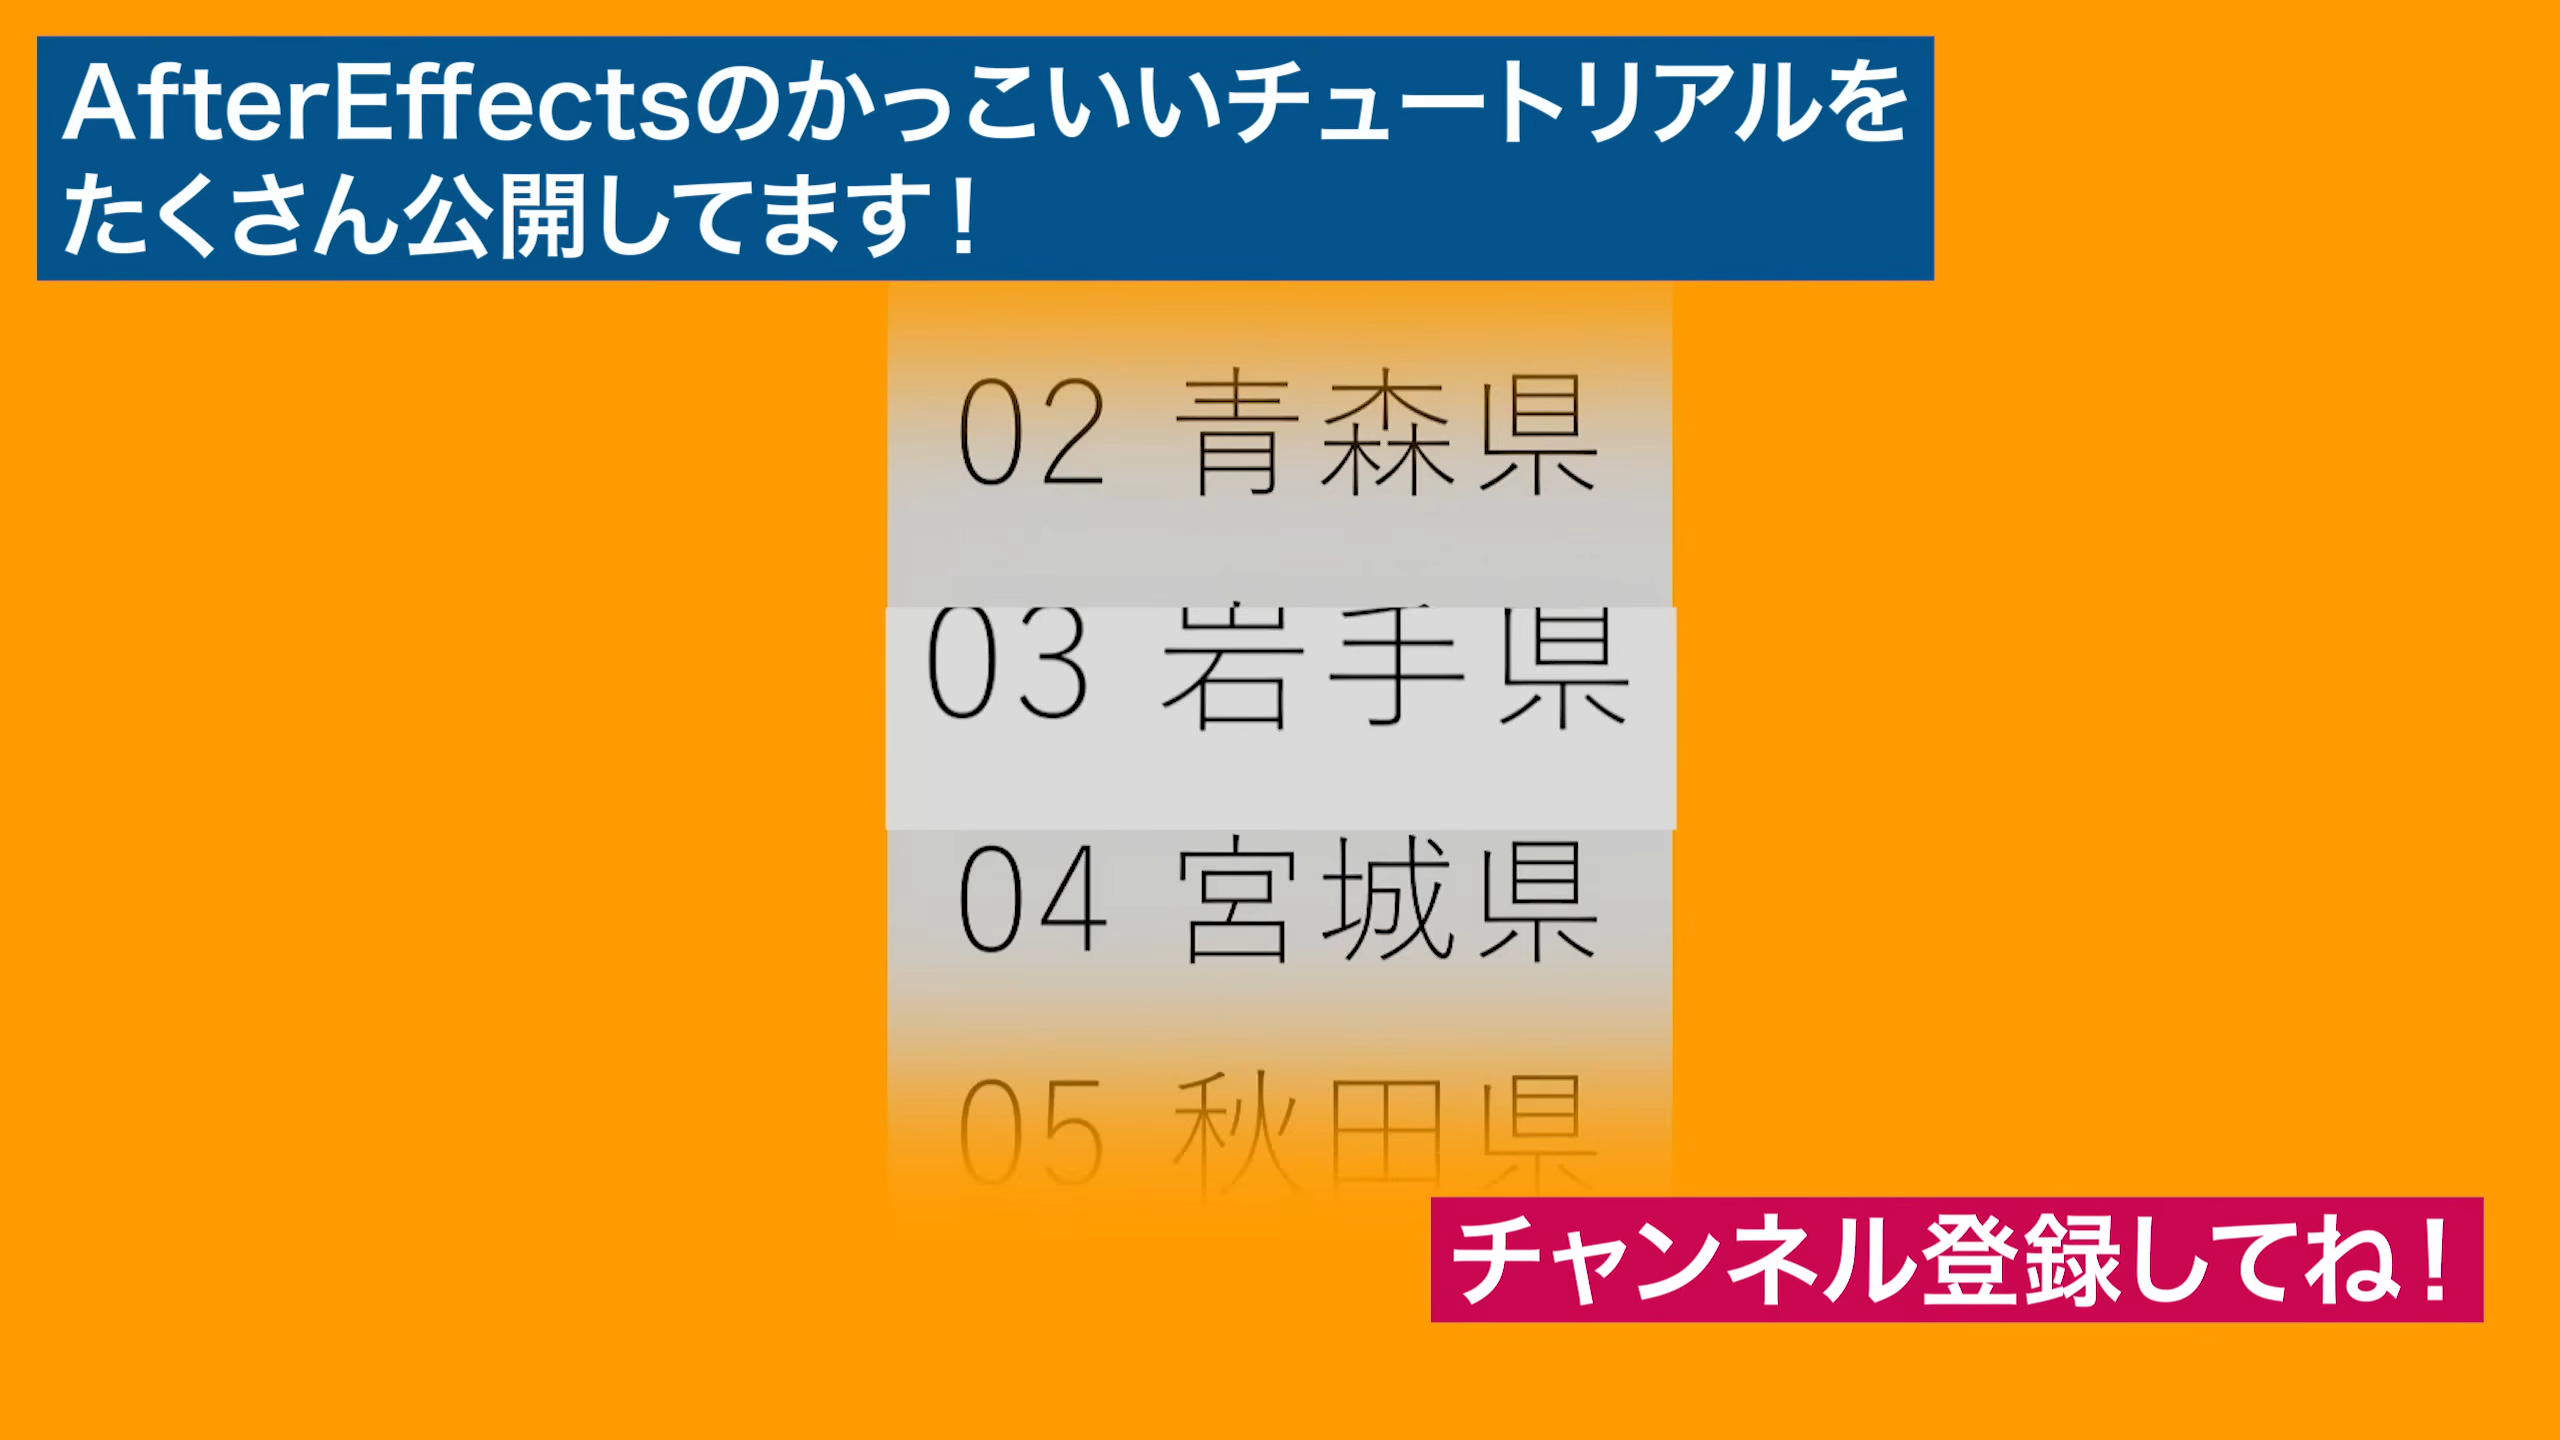 AfterEffectsのかっこいいチュートリアルを
たくさん公開してます！
02 青森県
03 岩手県
04 宮城県
05 秋田県
チャンネル登録してね！